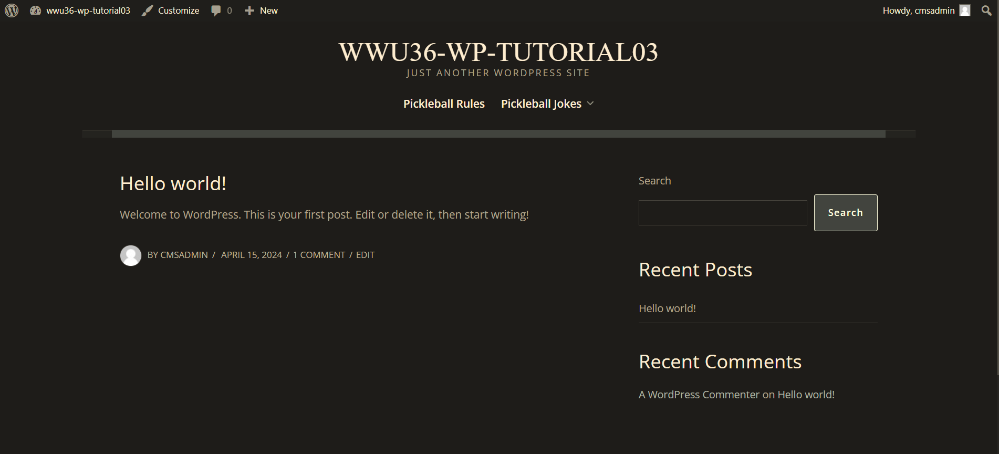 wwu36-wp-tutorial03 Customize 0 New Howdy, cmsadmin
WWU36-WP-TUTORIAL03
JUST ANOTHER WORDPRESS SITE
Pickleball Rules Pickleball Jokes
Hello world!
Welcome to WordPress. This is your first post. Edit or delete it, then start writing!
BY CMSADMIN / APRIL 15, 2024 / 1 COMMENT / EDIT
Search
Search
Recent Posts
Hello world!
Recent Comments
A WordPress Commenter on Hello world!